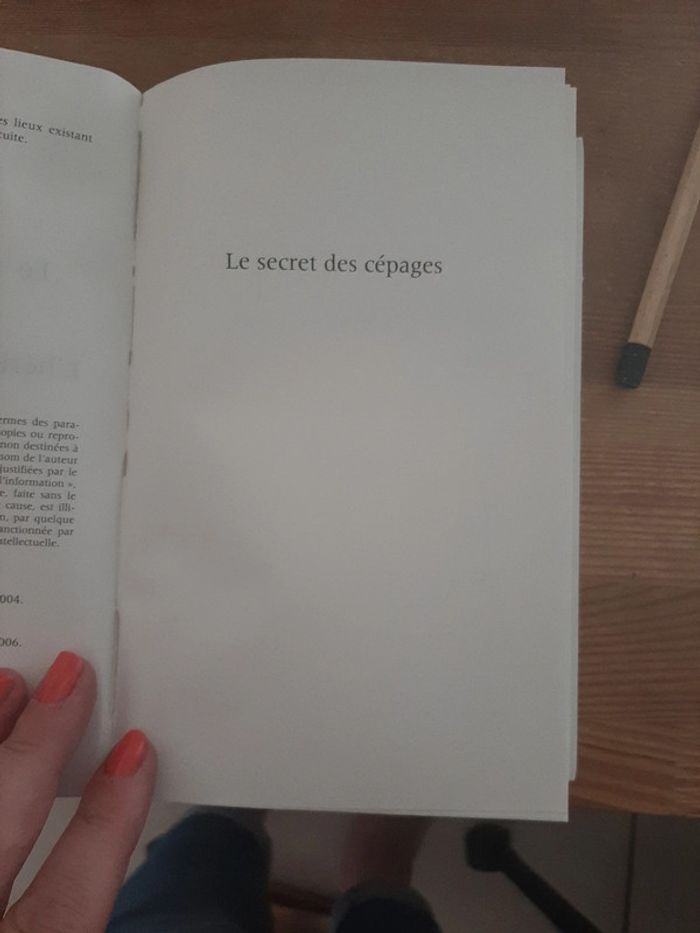 es lieux existant
uite.
Le secret des cépages
ermes des para-
opies ou repro-
non destinées à
nom de l'auteur
justifiées par le
l'information »,
e, faite sans le
cause, est illi-
n, par quelque
anctionnée par
ntellectuelle.
004.
006.